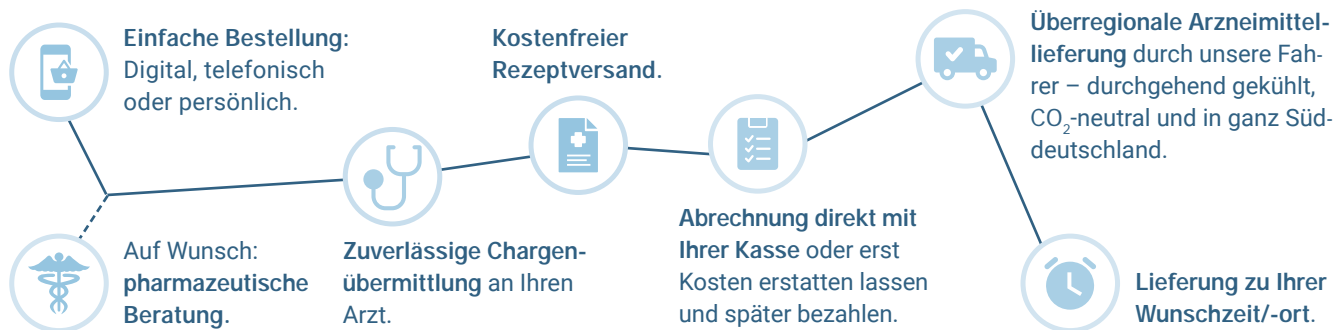 Einfache Bestellung:
Digital, telefonisch
oder persönlich.
Auf Wunsch:
pharmazeutische
Beratung.
Zuverlässige Chargen-
übermittlung an Ihren
Arzt.
Kostenfreier
Rezeptversand.
Abrechnung direkt mit
Ihrer Kasse oder erst
Kosten erstatten lassen
und später bezahlen.
Überregionale Arzneimittel-
lieferung durch unsere Fah-
rer – durchgehend gekühlt,
CO₂-neutral und in ganz Süd-
deutschland.
Lieferung zu Ihrer
Wunschzeit/-ort.